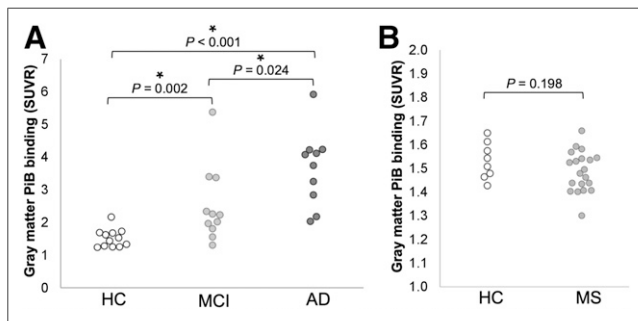 A
B
*
P < 0.001
*
P = 0.002
*
P = 0.024
Gray matter PiB binding (SUVR)
7
6
5
4
3
2
1
0
HC
MCI
AD
P = 0.198
Gray matter PiB binding (SUVR)
2.0
1.9
1.8
1.7
1.6
1.5
1.4
1.3
1.2
1.1
1.0
HC
MS